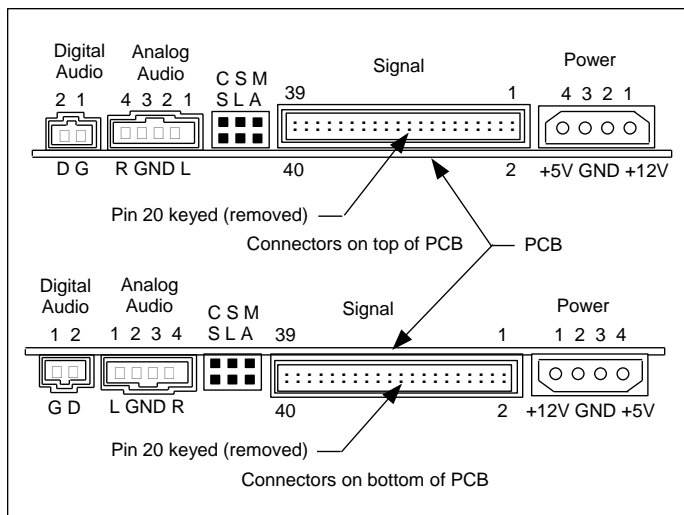 Digital Audio
Analog Audio
Signal
Power
2 1
4 3 2 1
C S M
S L A
39
1
4 3 2 1
D G
R GND L
40
2
+5V GND +12V
Pin 20 keyed (removed)
Connectors on top of PCB
PCB
Digital Audio
Analog Audio
Signal
Power
1 2
1 2 3 4
C S M
S L A
39
1
1 2 3 4
G D
L GND R
40
2
+12V GND +5V
Pin 20 keyed (removed)
Connectors on bottom of PCB